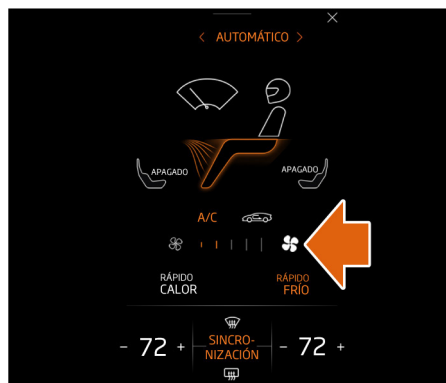 < AUTOMÁTICO >
APAGADO
APAGADO
A/C
RÁPIDO
CALOR
RÁPIDO
FRÍO
- 72 +
SINCRO-
NIZACIÓN
- 72 +